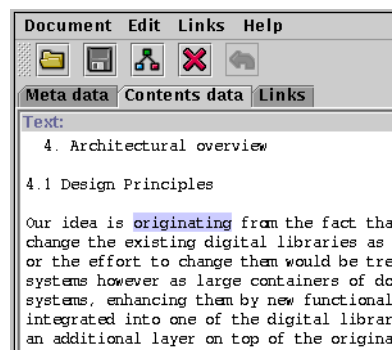 Document Edit Links Help
Meta data Contents data Links
Text:
4. Architectural overview
4.1 Design Principles
Our idea is originating from the fact tha
change the existing digital libraries as
or the effort to change them would be tre
systems however as large containers of do
systems, enhancing them by new functional
integrated into one of the digital librar
an additional layer on top of the origina